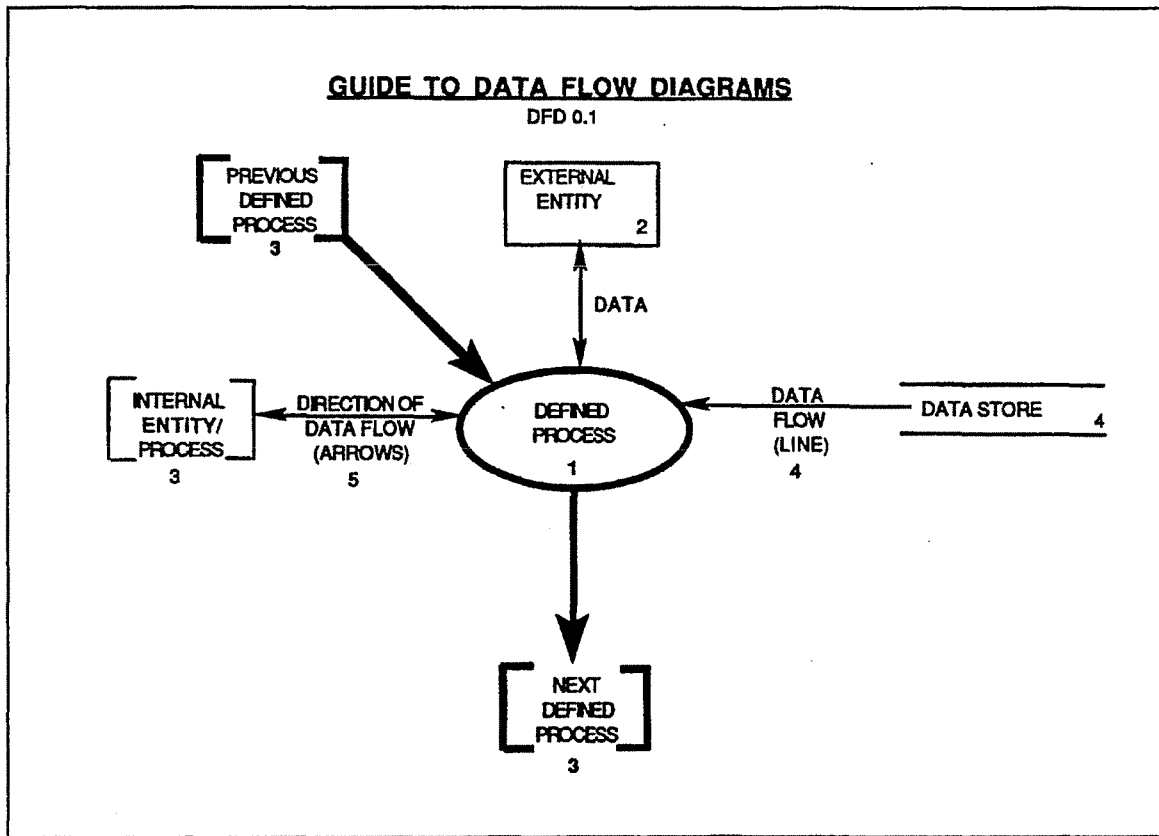 GUIDE TO DATA FLOW DIAGRAMS
DFD 0.1
PREVIOUS
DEFINED
PROCESS
3
EXTERNAL
ENTITY
2
DATA
INTERNAL
ENTITY/
PROCESS
3
DIRECTION OF
DATA FLOW
(ARROWS)
5
DEFINED
PROCESS
1
DATA
FLOW
(LINE)
4
DATA STORE
4
NEXT
DEFINED
PROCESS
3